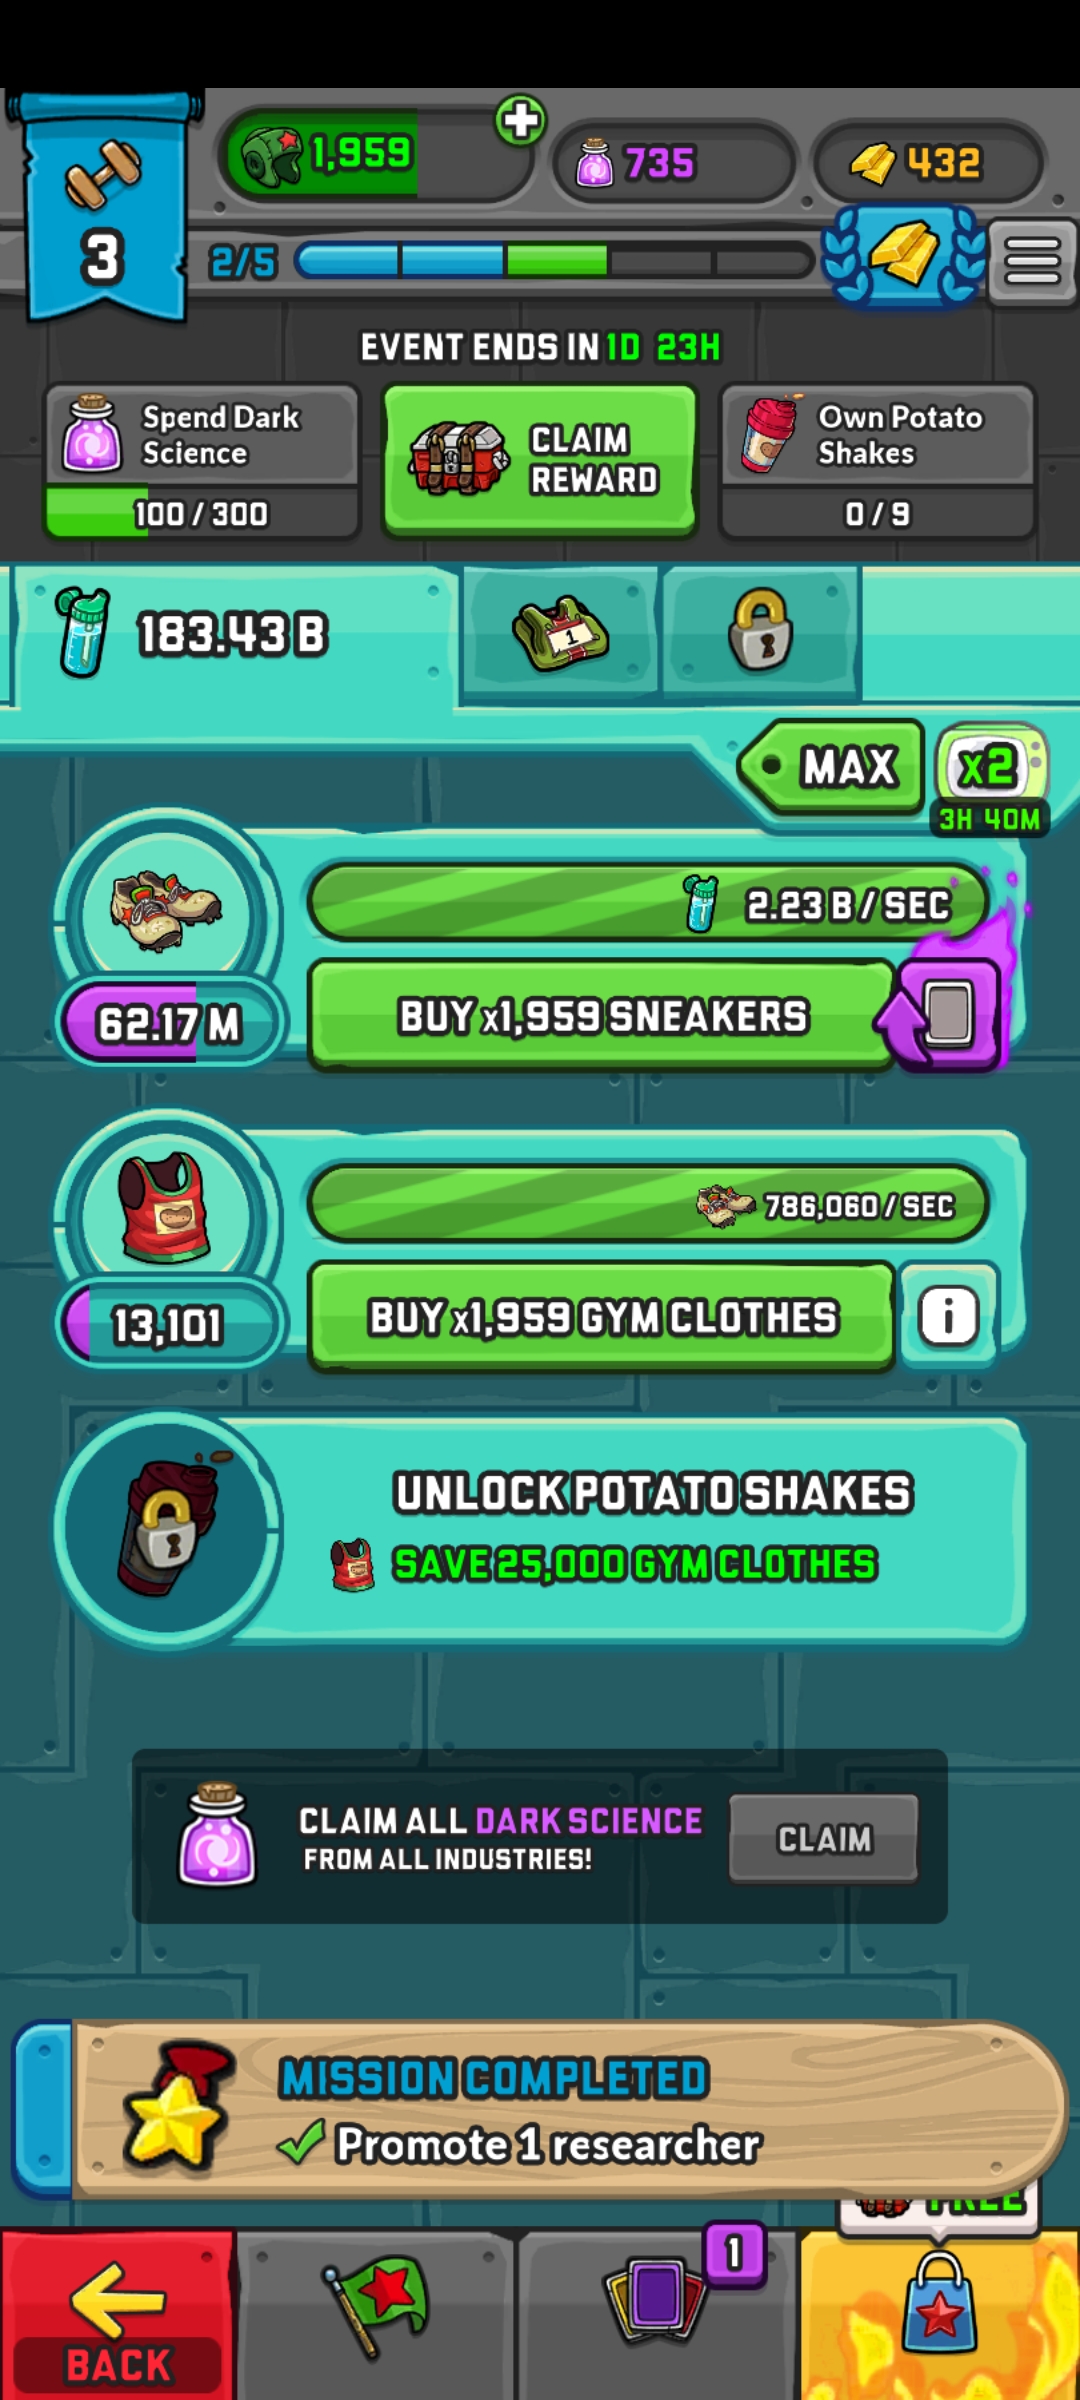 1,959
735
432
3
2/5
EVENT ENDS IN 1D 23H
Spend Dark
Science
100 / 300
CLAIM
REWARD
Own Potato
Shakes
0 / 9
183.43 B
1
MAX
x2
3H 40M
2.23 B / SEC
62.17 M
BUY x1,959 SNEAKERS
786,060 / SEC
13,101
BUY x1,959 GYM CLOTHES
i
UNLOCK POTATO SHAKES
SAVE 25,000 GYM CLOTHES
CLAIM ALL DARK SCIENCE
FROM ALL INDUSTRIES!
CLAIM
MISSION COMPLETED
Promote 1 researcher
FREE
1
BACK